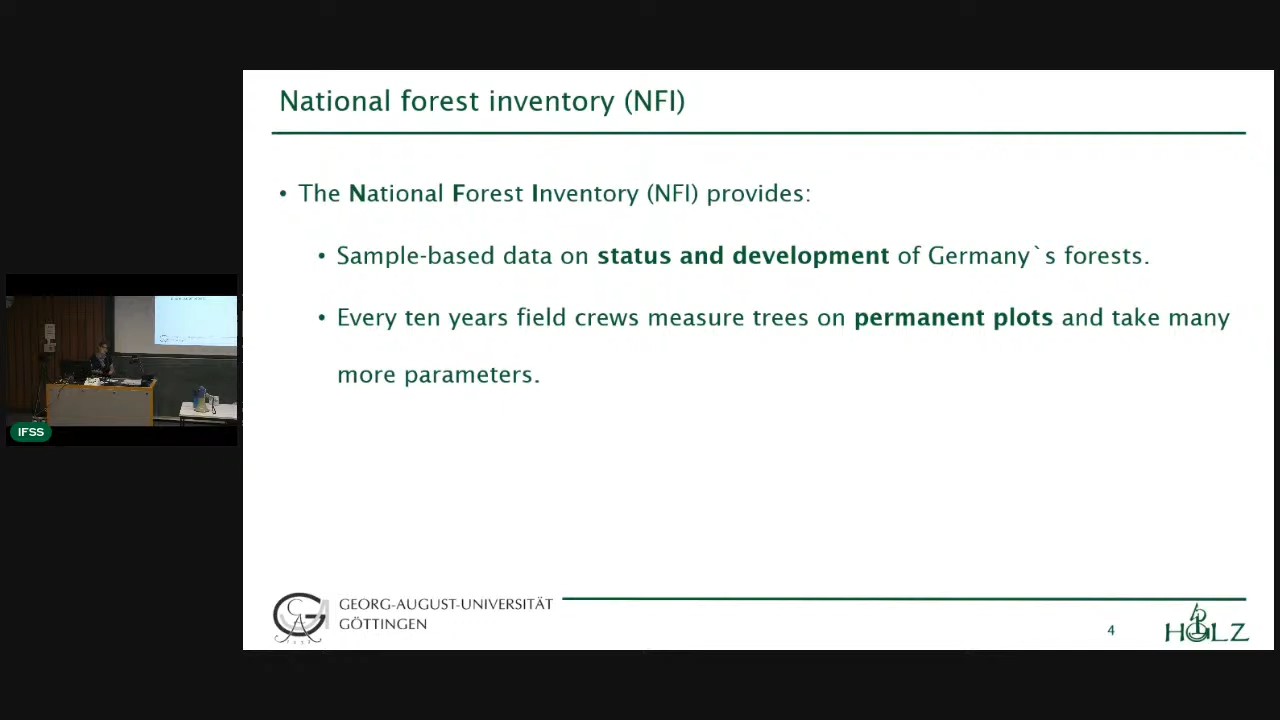 National forest inventory (NFI)
• The National Forest Inventory (NFI) provides:
• Sample-based data on status and development of Germany`s forests.
• Every ten years field crews measure trees on permanent plots and take many
more parameters.
IFSS
GEORG-AUGUST-UNIVERSITÄT
GÖTTINGEN
4
HOLZ